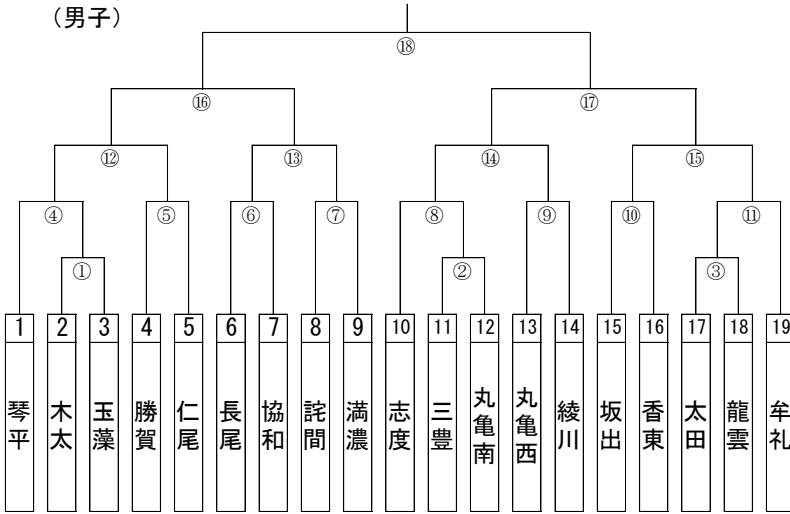 (男子)
⑱
⑯ ⑰
⑫ ⑬ ⑭ ⑮
④ ⑤ ⑥ ⑦ ⑧ ⑨ ⑩ ⑪
① ② ③
1 2 3 4 5 6 7 8 9 10 11 12 13 14 15 16 17 18 19
琴平
木太
玉藻
勝賀
仁尾
長尾
協和
詫間
満濃
志度
三豊
丸亀南
丸亀西
綾川
坂出
香東
太田
龍雲
牟礼